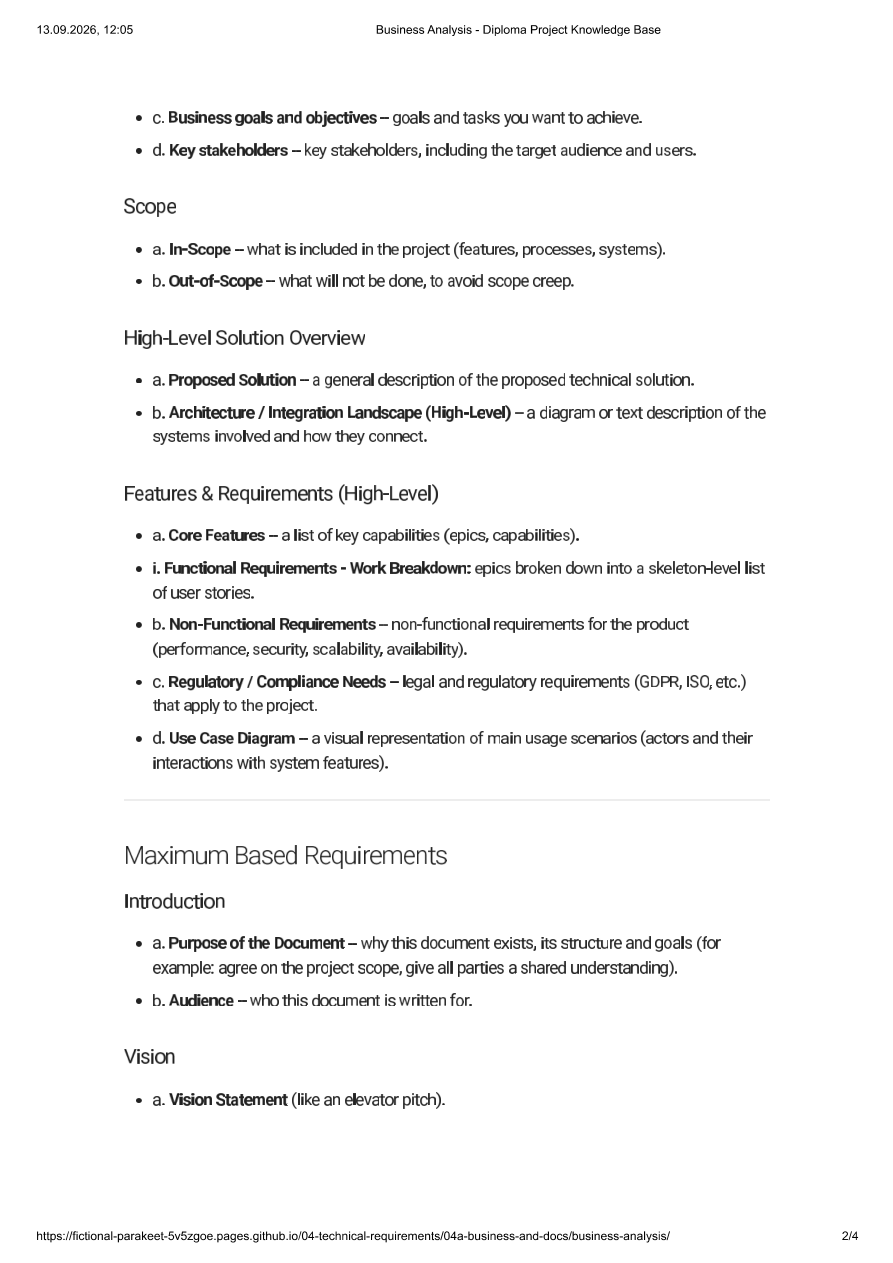 13.09.2026, 12:05 Business Analysis - Diploma Project Knowledge Base
• c. Business goals and objectives – goals and tasks you want to achieve.
• d. Key stakeholders – key stakeholders, including the target audience and users.
Scope
• a. In-Scope – what is included in the project (features, processes, systems).
• b. Out-of-Scope – what will not be done, to avoid scope creep.
High-Level Solution Overview
• a. Proposed Solution – a general description of the proposed technical solution.
• b. Architecture / Integration Landscape (High-Level) – a diagram or text description of the
systems involved and how they connect.
Features & Requirements (High-Level)
• a. Core Features – a list of key capabilities (epics, capabilities).
• i. Functional Requirements - Work Breakdown: epics broken down into a skeleton-level list
of user stories.
• b. Non-Functional Requirements – non-functional requirements for the product
(performance, security, scalability, availability).
• c. Regulatory / Compliance Needs – legal and regulatory requirements (GDPR, ISO, etc.)
that apply to the project.
• d. Use Case Diagram – a visual representation of main usage scenarios (actors and their
interactions with system features).
Maximum Based Requirements
Introduction
• a. Purpose of the Document – why this document exists, its structure and goals (for
example: agree on the project scope, give all parties a shared understanding).
• b. Audience – who this document is written for.
Vision
• a. Vision Statement (like an elevator pitch).
https://fictional-parakeet-5v5zgoe.pages.github.io/04-technical-requirements/04a-business-and-docs/business-analysis/ 2/4